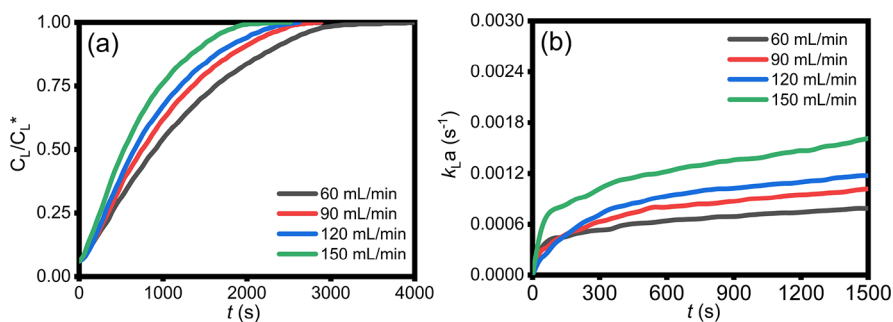 (a)
C_L/C_L*
1.00
0.75
0.50
0.25
0.00
60 mL/min
90 mL/min
120 mL/min
150 mL/min
0 1000 2000 3000 4000
t (s)
(b)
k_La (s⁻¹)
0.0030
0.0024
0.0018
0.0012
0.0006
0.0000
60 mL/min
90 mL/min
120 mL/min
150 mL/min
0 300 600 900 1200 1500
t (s)